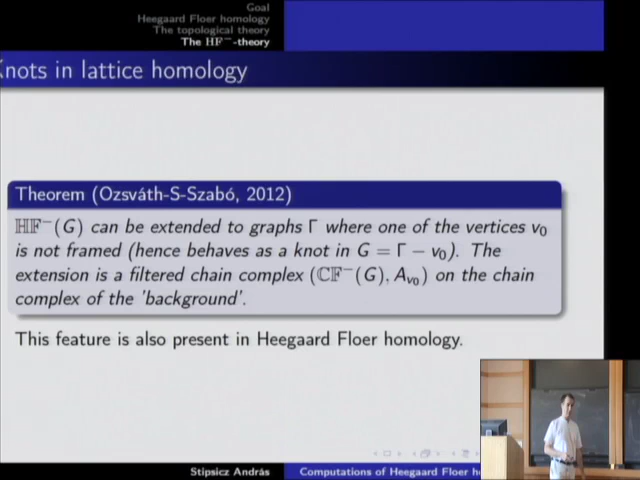 Goal
Heegaard Floer homology
The topological theory
The HF⁻-theory
Knots in lattice homology
Theorem (Ozsváth-S-Szabó, 2012)
ℍ𝔽⁻(G) can be extended to graphs Γ where one of the vertices v₀
is not framed (hence behaves as a knot in G = Γ − v₀). The
extension is a filtered chain complex (ℂ𝔽⁻(G), Aᵥ₀) on the chain
complex of the 'background'.
This feature is also present in Heegaard Floer homology.
Stipsicz András
Computations of Heegaard Floer h